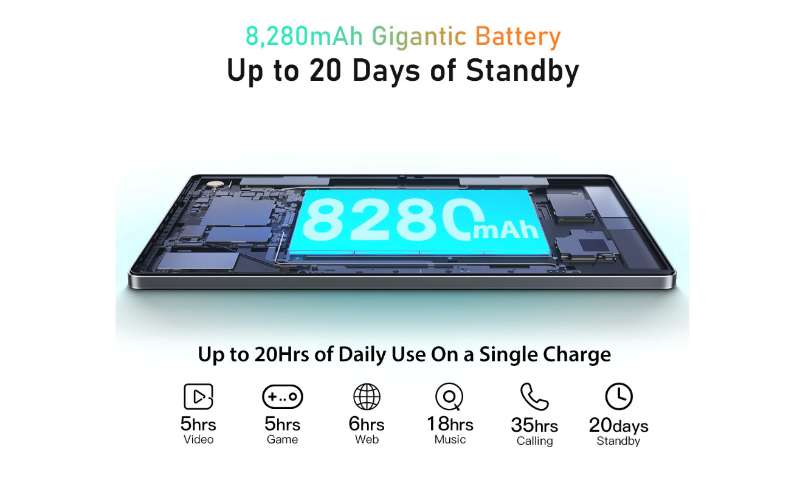 8,280mAh Gigantic Battery
Up to 20 Days of Standby
8280mAh
Up to 20Hrs of Daily Use On a Single Charge
5hrs 5hrs 6hrs 18hrs 35hrs 20days
Video Game Web Music Calling Standby